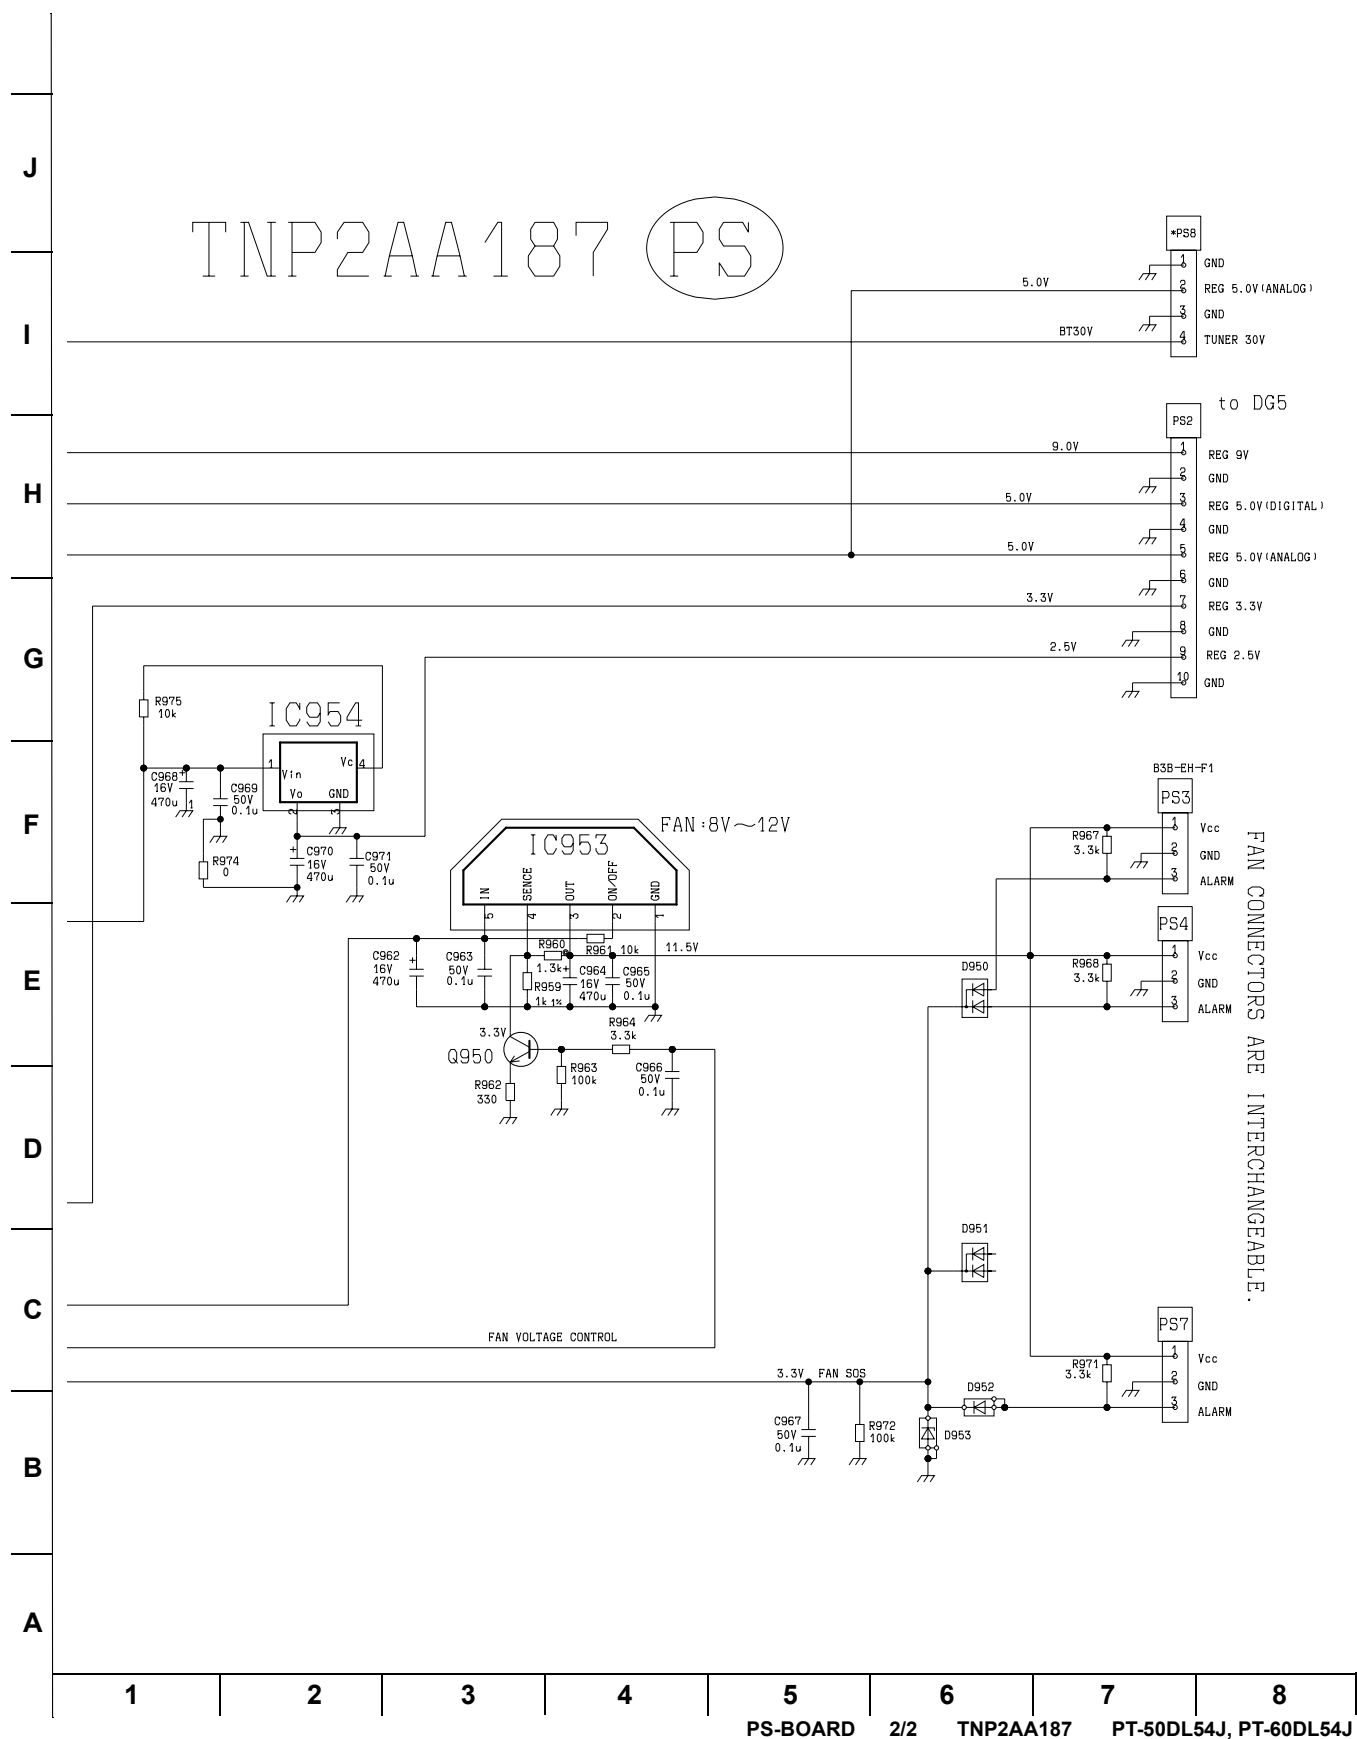 J
TNP2AA187 PS
*PS8
1 GND
5.0V 2 REG 5.0V(ANALOG)
I
3 GND
BT30V 4 TUNER 30V
to DG5
PS2
9.0V 1 REG 9V
2 GND
H
5.0V 3 REG 5.0V(DIGITAL)
4 GND
5.0V 5 REG 5.0V(ANALOG)
6 GND
3.3V 7 REG 3.3V
8 GND
G
2.5V 9 REG 2.5V
10 GND
R975
10k
IC954
1 Vin
Vc 4
Vo
GND
2
3
C968 +
16V
470u
1
C969
50V
0.1u
R974
0
+ C970
16V
470u
C971
50V
0.1u
F
FAN:8V~12V
IC953
IN
SENCE
OUT
ON/OFF
GND
5
4
3
2
1
B3B-EH-F1
PS3
1 Vcc
2 GND
3 ALARM
R967
3.3k
FAN CONNECTORS ARE INTERCHANGEABLE.
PS4
1 Vcc
2 GND
3 ALARM
R968
3.3k
E
C962 +
16V
470u
C963
50V
0.1u
R960
1.3k
R961 10k
11.5V
R959
1k 1%
+ C964
16V
470u
C965
50V
0.1u
D950
3.3V
Q950
R964
3.3k
R962
330
R963
100k
C966
50V
0.1u
D
D951
C
FAN VOLTAGE CONTROL
PS7
1 Vcc
2 GND
3 ALARM
R971
3.3k
3.3V FAN SOS
D952
C967
50V
0.1u
R972
100k
D953
B
A
1 2 3 4 5 6 7 8
PS-BOARD 2/2 TNP2AA187 PT-50DL54J, PT-60DL54J